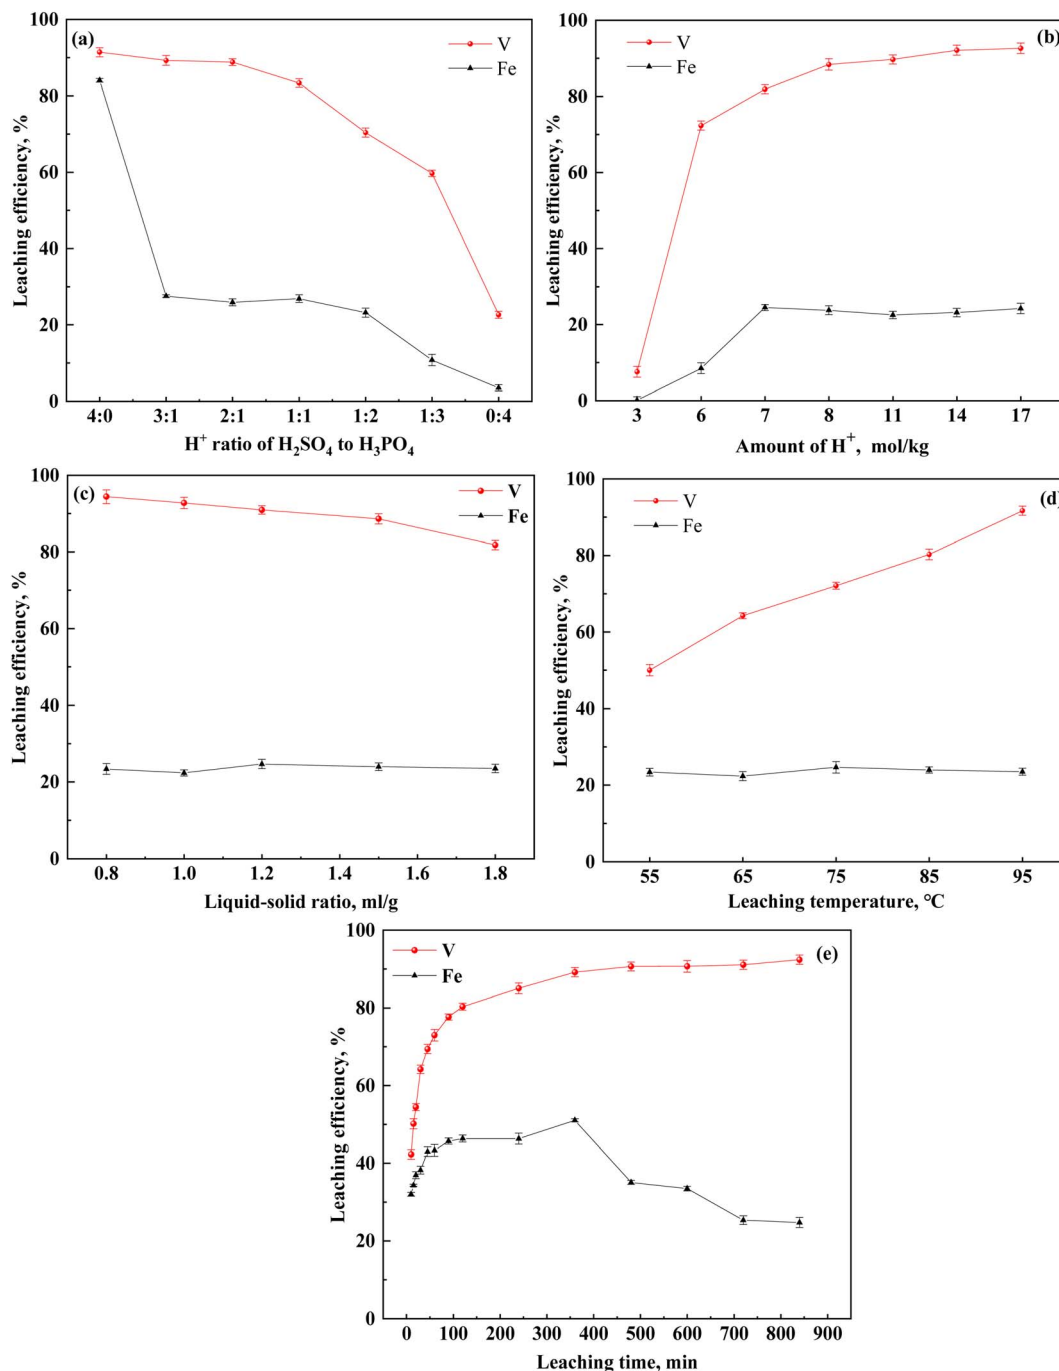 (a)
V
Fe
Leaching efficiency, %
100
80
60
40
20
0
4:0 3:1 2:1 1:1 1:2 1:3 0:4
H⁺ ratio of H₂SO₄ to H₃PO₄
(b)
V
Fe
Leaching efficiency, %
100
80
60
40
20
0
3 6 7 8 11 14 17
Amount of H⁺, mol/kg
(c)
V
Fe
Leaching efficiency, %
100
80
60
40
20
0
0.8 1.0 1.2 1.4 1.6 1.8
Liquid-solid ratio, ml/g
(d)
V
Fe
Leaching efficiency, %
100
80
60
40
20
0
55 65 75 85 95
Leaching temperature, °C
(e)
V
Fe
Leaching efficiency, %
100
80
60
40
20
0
0 100 200 300 400 500 600 700 800 900
Leaching time, min